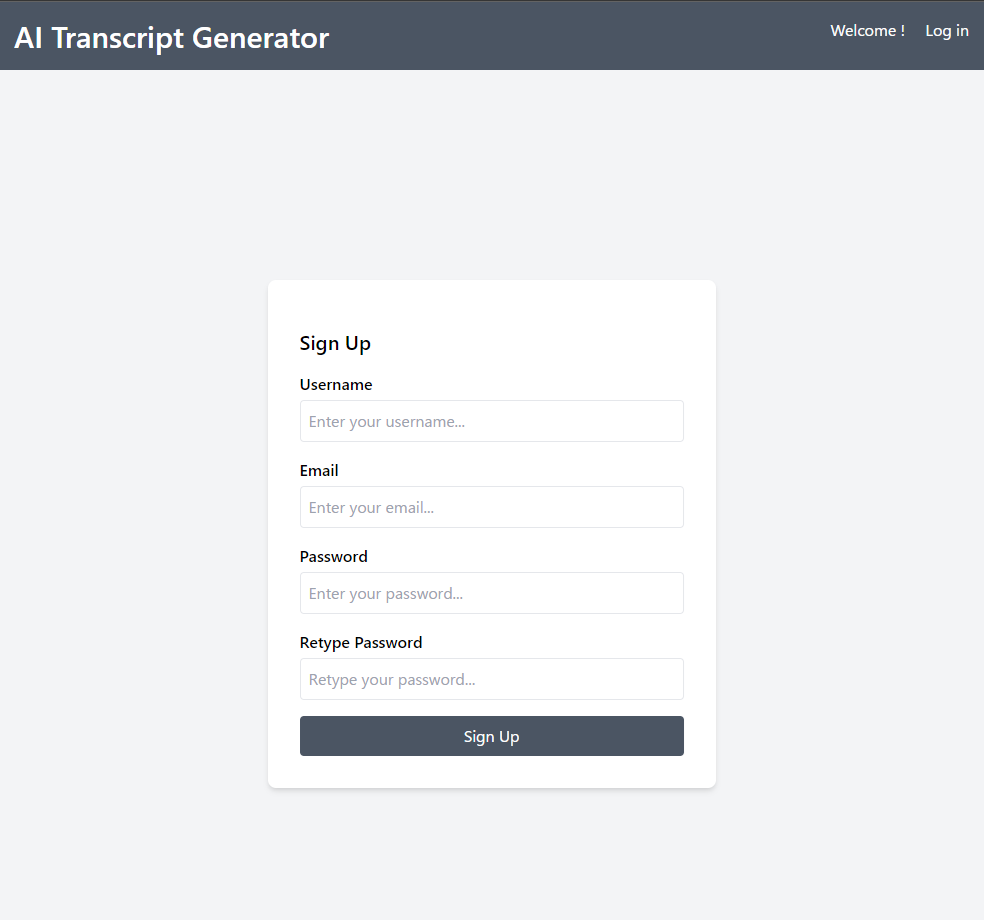 AI Transcript Generator
Welcome !
Log in
Sign Up
Username
Enter your username...
Email
Enter your email...
Password
Enter your password...
Retype Password
Retype your password...
Sign Up